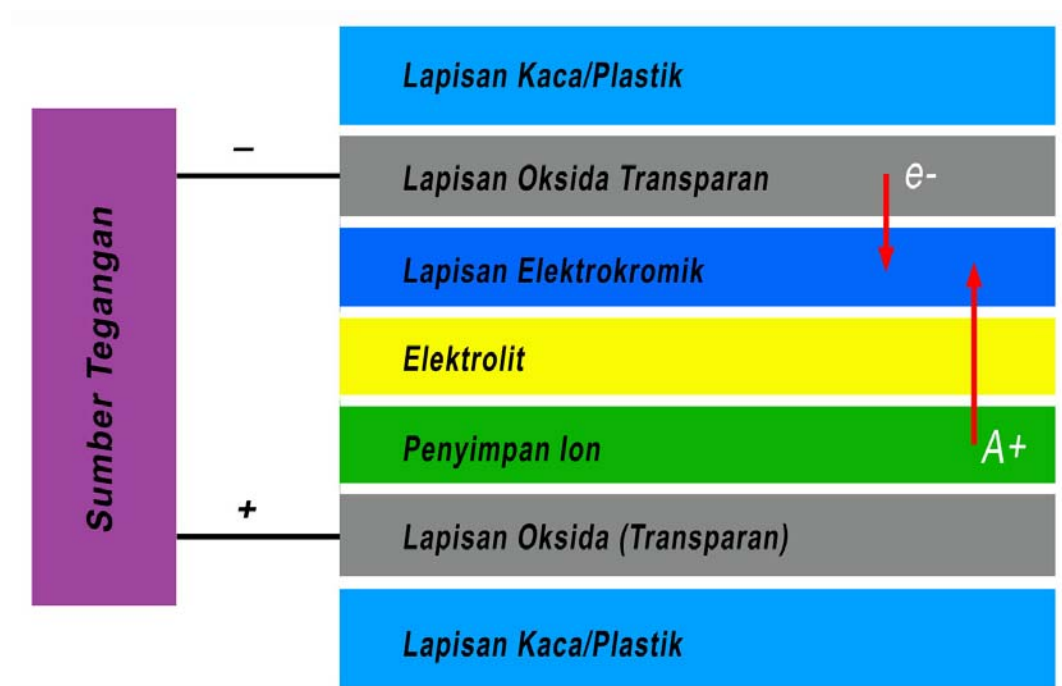 Lapisan Kaca/Plastik
Sumber Tegangan
–
Lapisan Oksida Transparan
e-
Lapisan Elektrokromik
Elektrolit
Penyimpan Ion
A+
+
Lapisan Oksida (Transparan)
Lapisan Kaca/Plastik